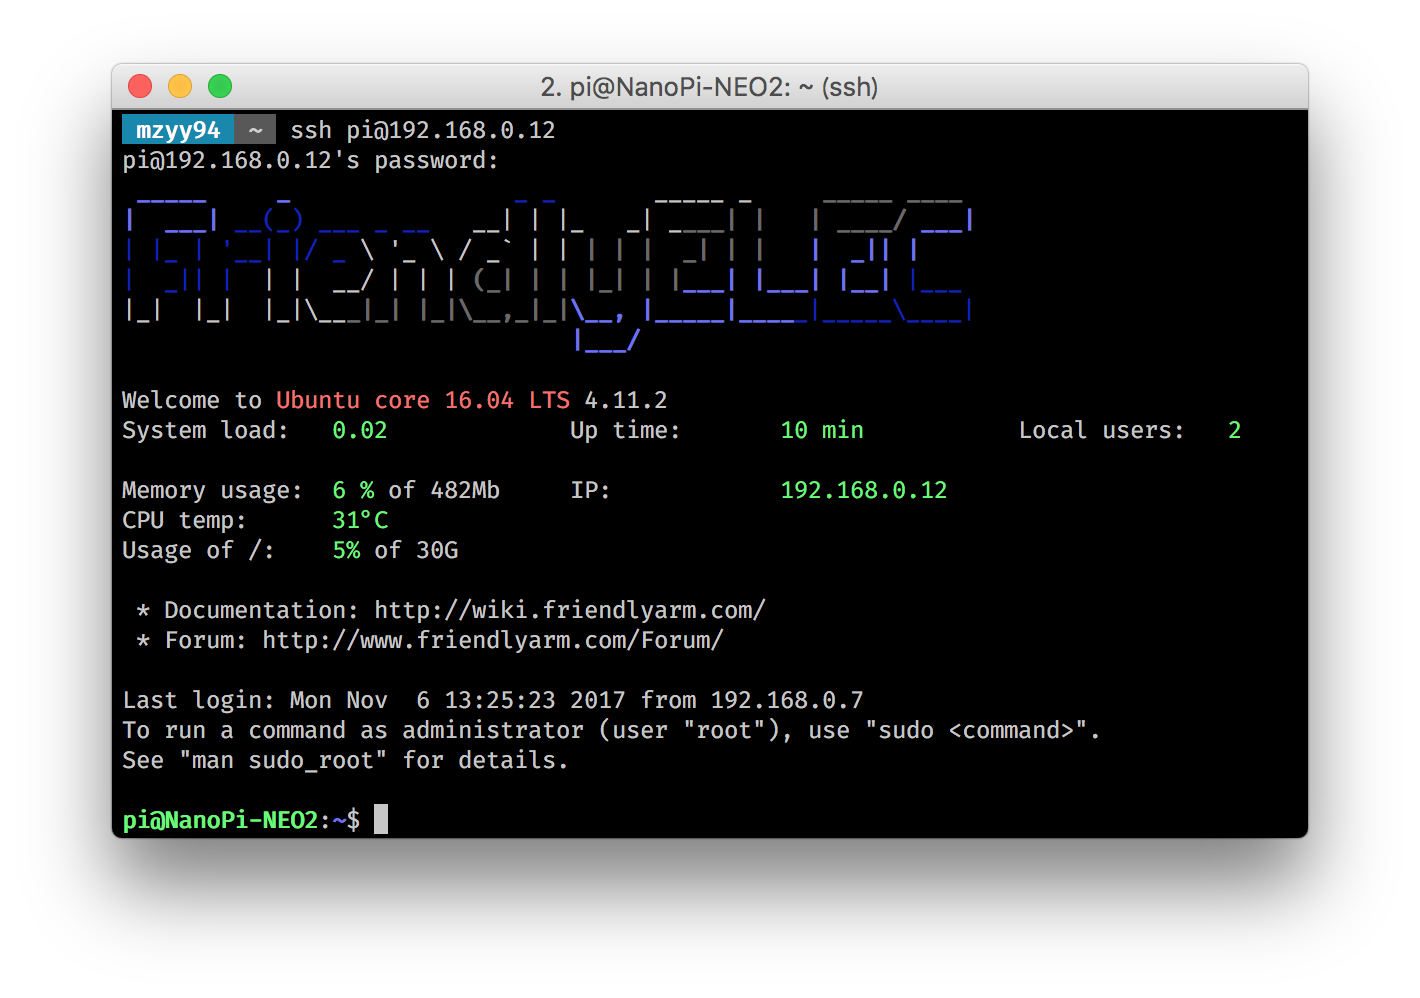 2. pi@NanoPi-NEO2: ~ (ssh)
mzyy94 ~ ssh pi@192.168.0.12
pi@192.168.0.12's password:
FriendlyELEC
Welcome to Ubuntu core 16.04 LTS 4.11.2
System load: 0.02 Up time: 10 min Local users: 2
Memory usage: 6 % of 482Mb IP: 192.168.0.12
CPU temp: 31°C
Usage of /: 5% of 30G
* Documentation: http://wiki.friendlyarm.com/
* Forum: http://www.friendlyarm.com/Forum/
Last login: Mon Nov  6 13:25:23 2017 from 192.168.0.7
To run a command as administrator (user "root"), use "sudo <command>".
See "man sudo_root" for details.
pi@NanoPi-NEO2:~$